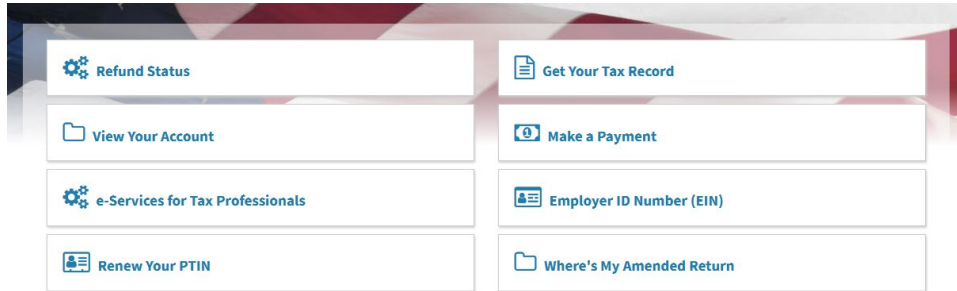 Refund Status
Get Your Tax Record
View Your Account
Make a Payment
e-Services for Tax Professionals
Employer ID Number (EIN)
Renew Your PTIN
Where's My Amended Return